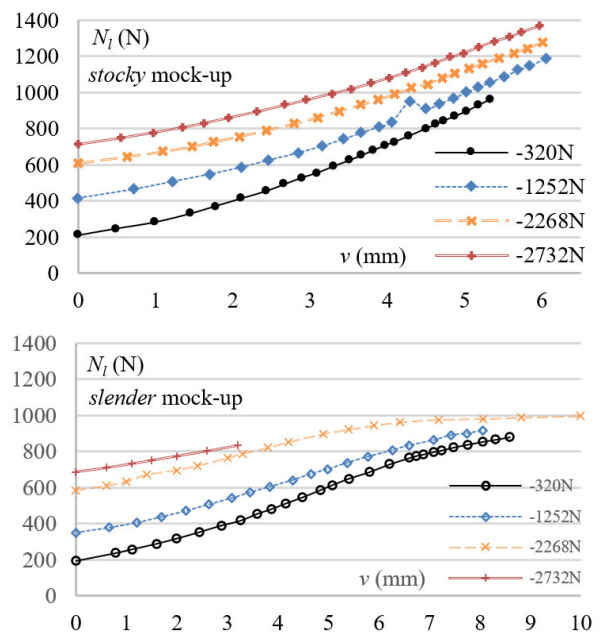 1400
N_l (N)
1200
stocky mock-up
1000
800
600
400
200
0
-320N
-1252N
-2268N
-2732N
v (mm)
0 1 2 3 4 5 6
1400
N_l (N)
1200
slender mock-up
1000
800
600
400
200
0
-320N
-1252N
-2268N
-2732N
v (mm)
0 1 2 3 4 5 6 7 8 9 10